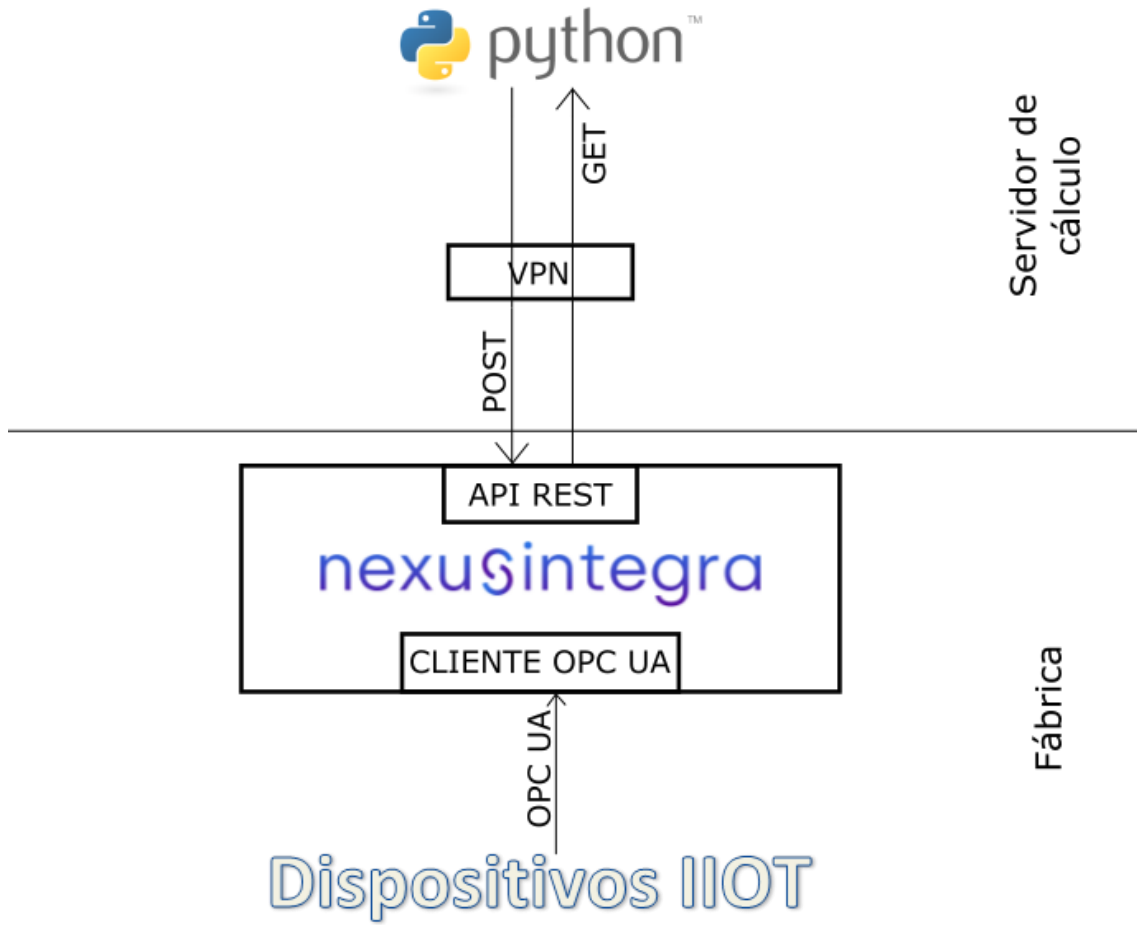 python™
GET
Servidor de
cálculo
VPN
POST
API REST
nexusintegra
CLIENTE OPC UA
Fábrica
OPC UA
Dispositivos IIOT